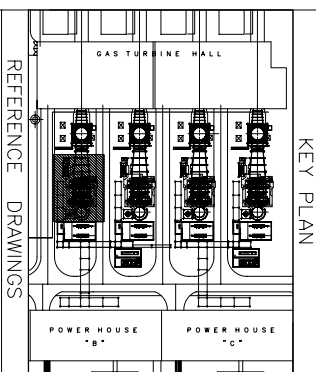 KEY PLAN
GAS TURBINE HALL
POWER HOUSE
"B"
POWER HOUSE
"C"
REFERENCE DRAWINGS